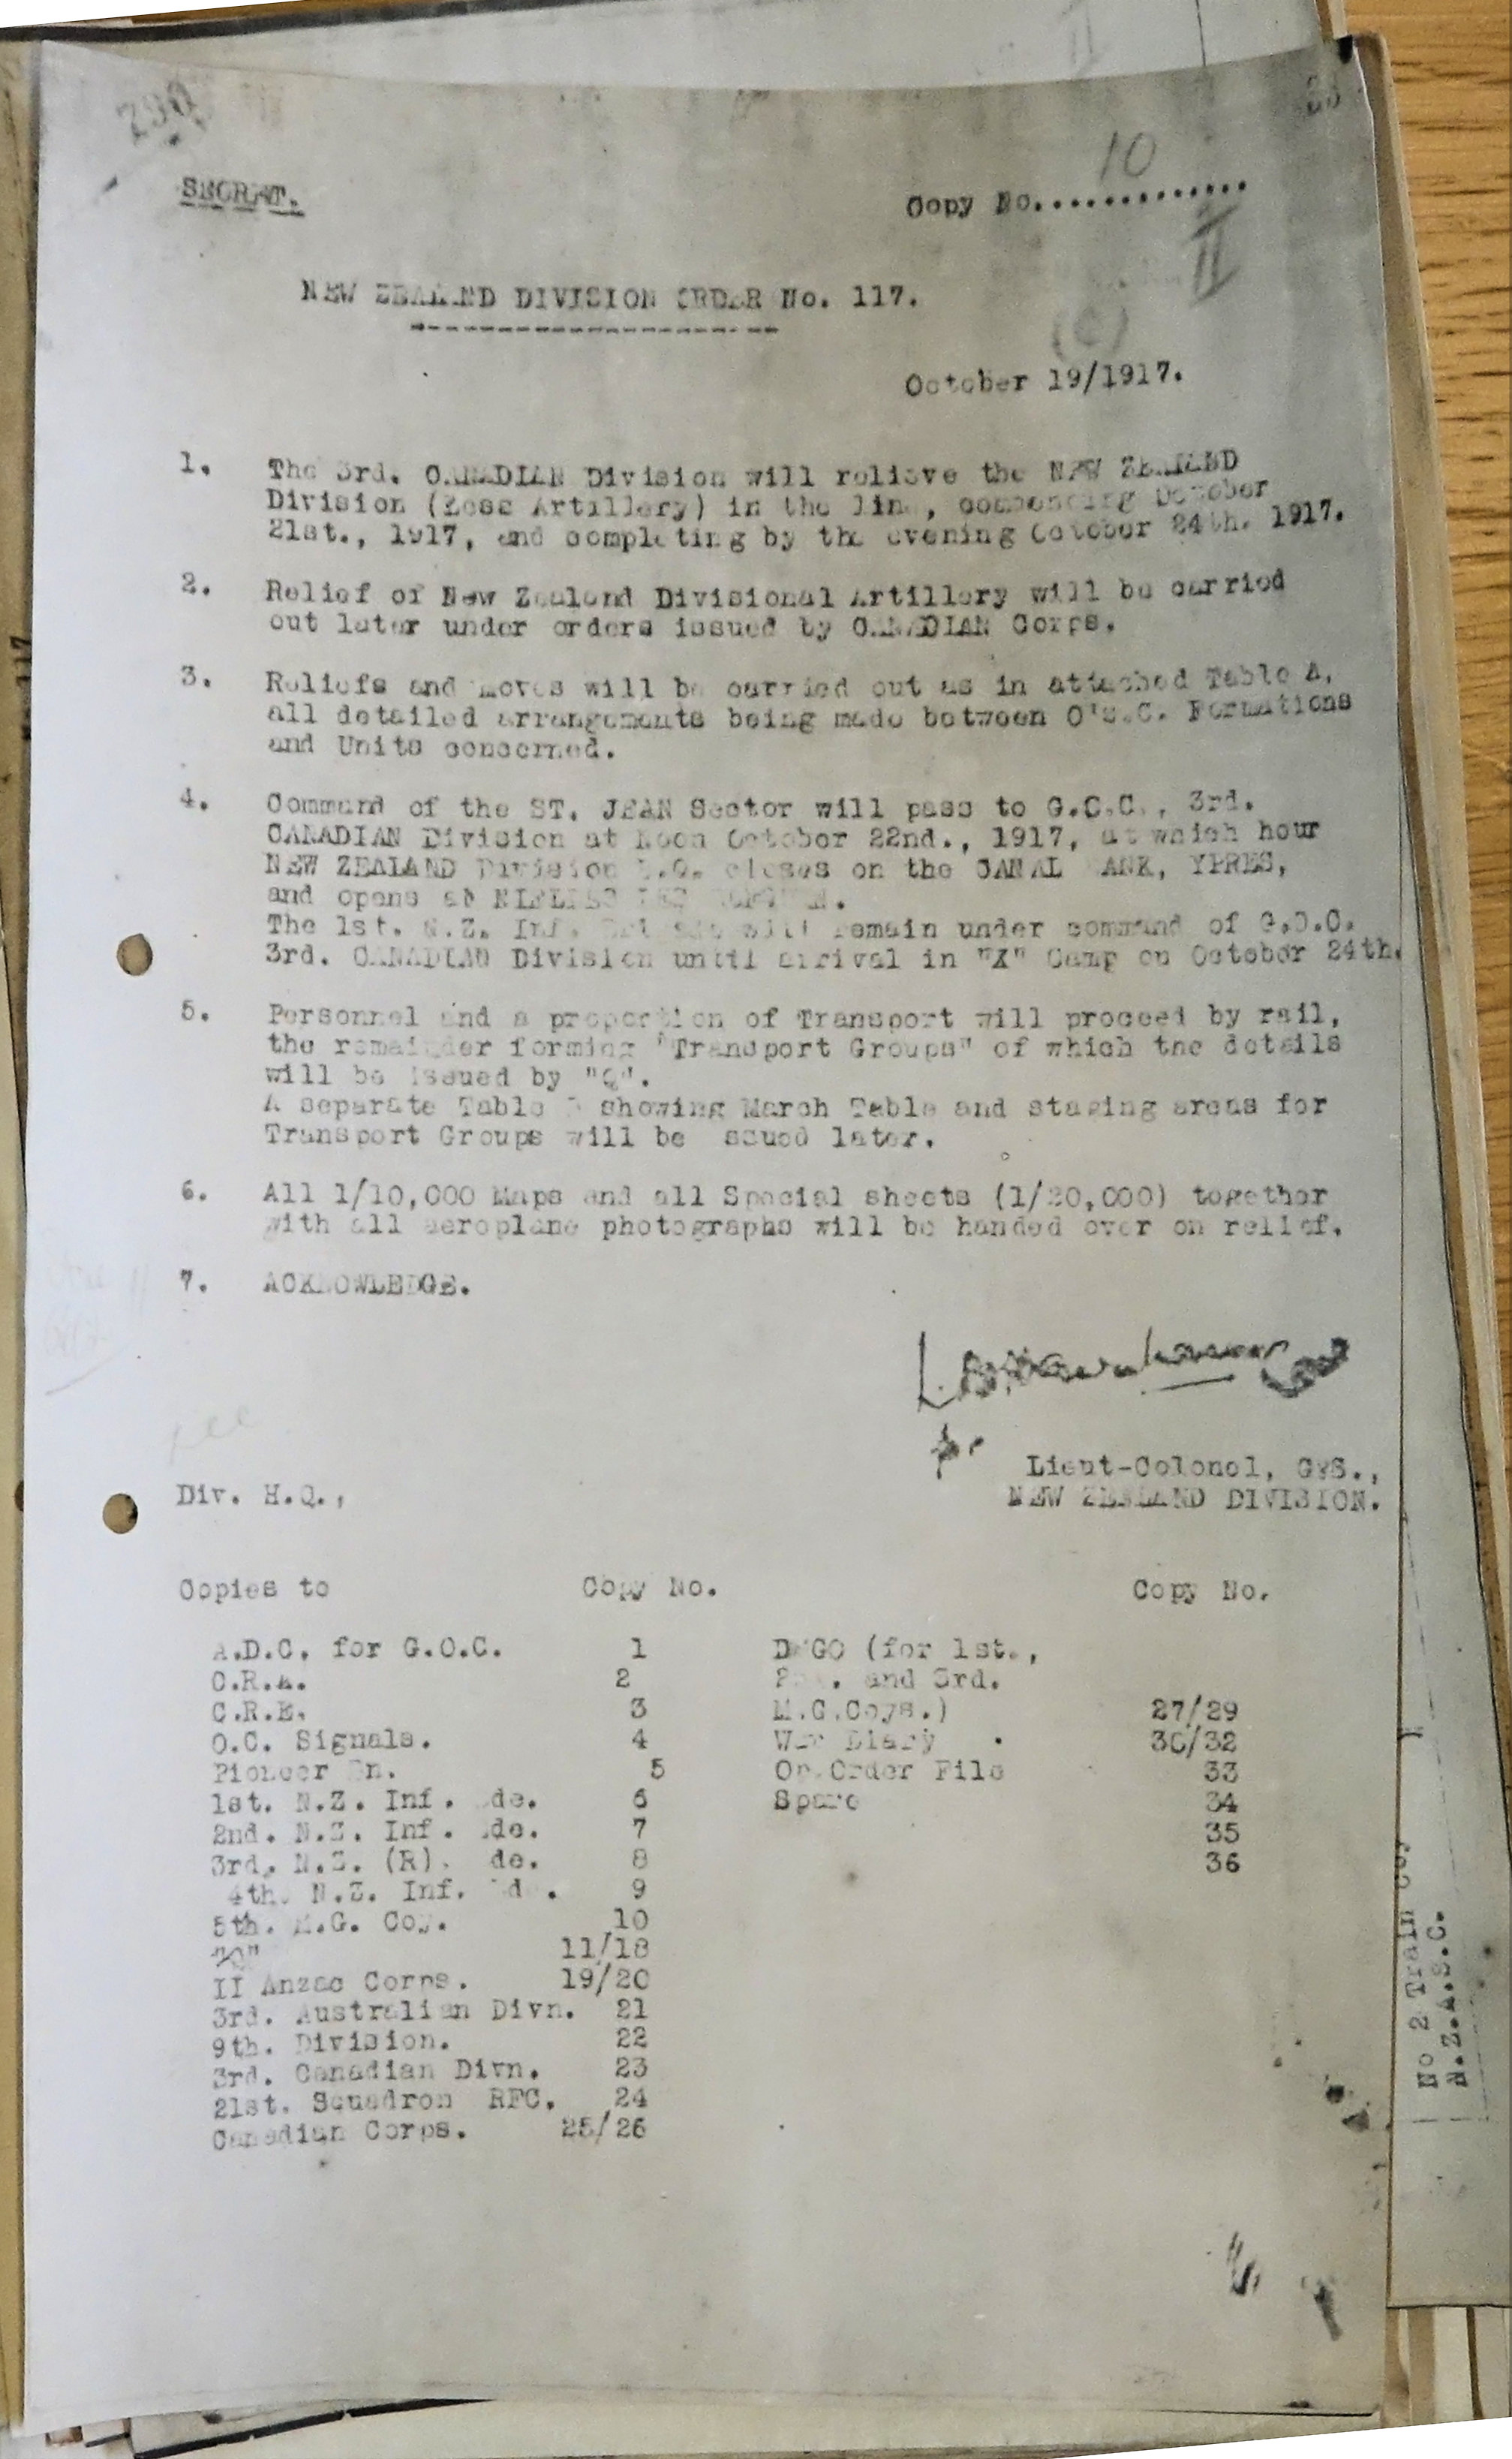 290
SECRET.
Copy No..............
10
II
NEW ZEALAND DIVISION ORDER No. 117.
(C)
October 19/1917.
1. The 3rd. CANADIAN Division will relieve the NEW ZEALAND
Division (Less Artillery) in the line, commencing October
21st., 1917, and completing by the evening October 24th. 1917.
2. Relief of New Zealand Divisional Artillery will be carried
out later under orders issued by CANADIAN Corps.
3. Reliefs and moves will be carried out as in attached Table A,
all detailed arrangements being made between O's.C. Formations
and Units concerned.
4. Command of the ST. JEAN Sector will pass to G.O.C., 3rd.
CANADIAN Division at Noon October 22nd., 1917, at which hour
NEW ZEALAND Division H.Q. closes on the CANAL BANK, YPRES,
and opens at
The 1st. N.Z. Inf. will remain under command of G.O.C.
3rd. CANADIAN Division until arrival in "X" Camp on October 24th.
5. Personnel and a proportion of Transport will proceed by rail,
the remainder forming "Transport Groups" of which the details
will be issued by "Q".
A separate Table showing March Table and staging areas for
Transport Groups will be issued later.
6. All 1/10,000 Maps and all Special sheets (1/20,000) together
with all aeroplane photographs will be handed over on relief.
7. ACKNOWLEDGE.
Lieut-Colonel, G.S.,
Div. H.Q., NEW ZEALAND DIVISION.
Copies to Copy No. Copy No.
A.D.C. for G.O.C. 1 D GO (for 1st.,
C.R.A. 2 and 3rd.
C.R.E. 3 M.G.Coys.) 27/29
O.C. Signals. 4 War Diary 30/32
Pioneer Bn. 5 Op.Order File 33
1st. N.Z. Inf. de. 6 Spare 34
2nd. N.Z. Inf. de. 7 35
3rd. N.Z. (R). de. 8 36
4th. N.Z. Inf. d . 9
5th. M.G. Coy. 10
"Q" 11/18
II Anzac Corps. 19/20
3rd. Australian Divn. 21
9th. Division. 22
3rd. Canadian Divn. 23
21st. Squadron RFC. 24
Canadian Corps. 25/26
No 2 Train Coy
N.Z.A.S.C.